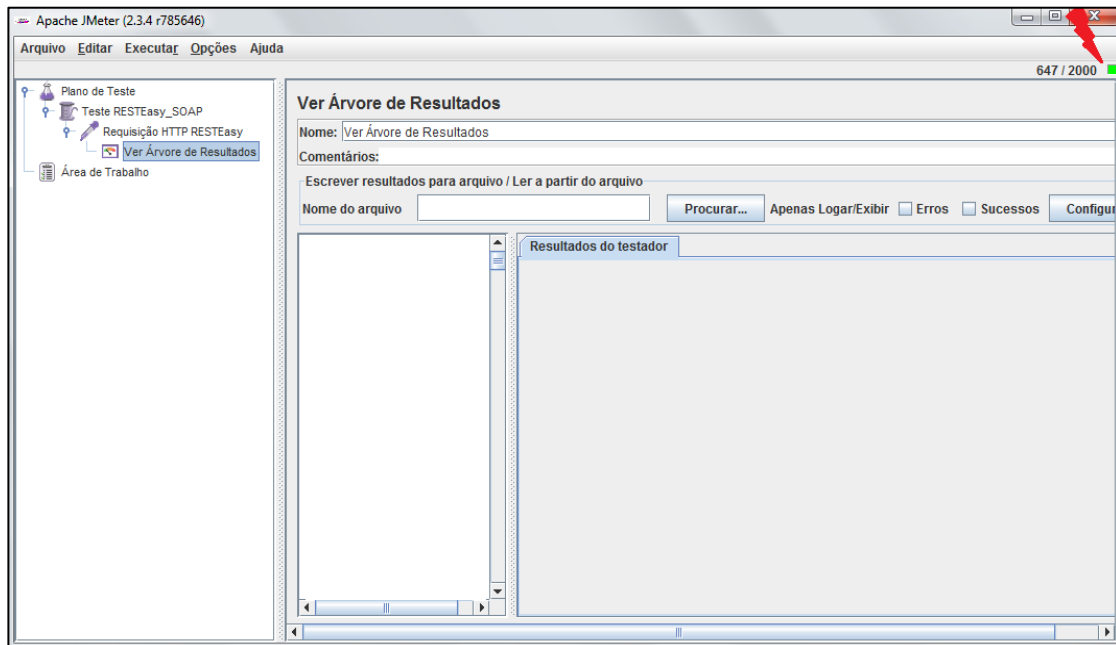 Apache JMeter (2.3.4 r785646)
Arquivo Editar Executar Opções Ajuda
647 / 2000
Plano de Teste
Teste RESTEasy_SOAP
Requisição HTTP RESTEasy
Ver Árvore de Resultados
Área de Trabalho
Ver Árvore de Resultados
Nome: Ver Árvore de Resultados
Comentários:
Escrever resultados para arquivo / Ler a partir do arquivo
Nome do arquivo Procurar... Apenas Logar/Exibir Erros Sucessos Configur
Resultados do testador